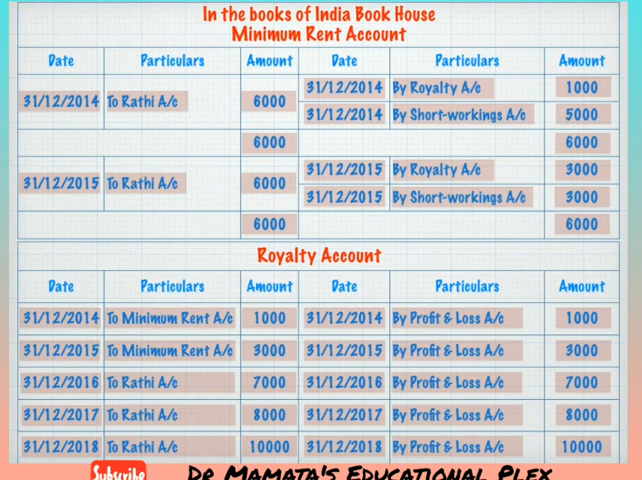 In the books of India Book House
Minimum Rent Account
Date Particulars Amount Date Particulars Amount
31/12/2014 To Rathi A/c 6000 31/12/2014 By Royalty A/c 1000
31/12/2014 By Short-workings A/c 5000
6000 6000
31/12/2015 To Rathi A/c 6000 31/12/2015 By Royalty A/c 3000
31/12/2015 By Short-workings A/c 3000
6000 6000
Royalty Account
Date Particulars Amount Date Particulars Amount
31/12/2014 To Minimum Rent A/c 1000 31/12/2014 By Profit & Loss A/c 1000
31/12/2015 To Minimum Rent A/c 3000 31/12/2015 By Profit & Loss A/c 3000
31/12/2016 To Rathi A/c 7000 31/12/2016 By Profit & Loss A/c 7000
31/12/2017 To Rathi A/c 8000 31/12/2017 By Profit & Loss A/c 8000
31/12/2018 To Rathi A/c 10000 31/12/2018 By Profit & Loss A/c 10000
Subscribe Dr Mamata's Educational Plex